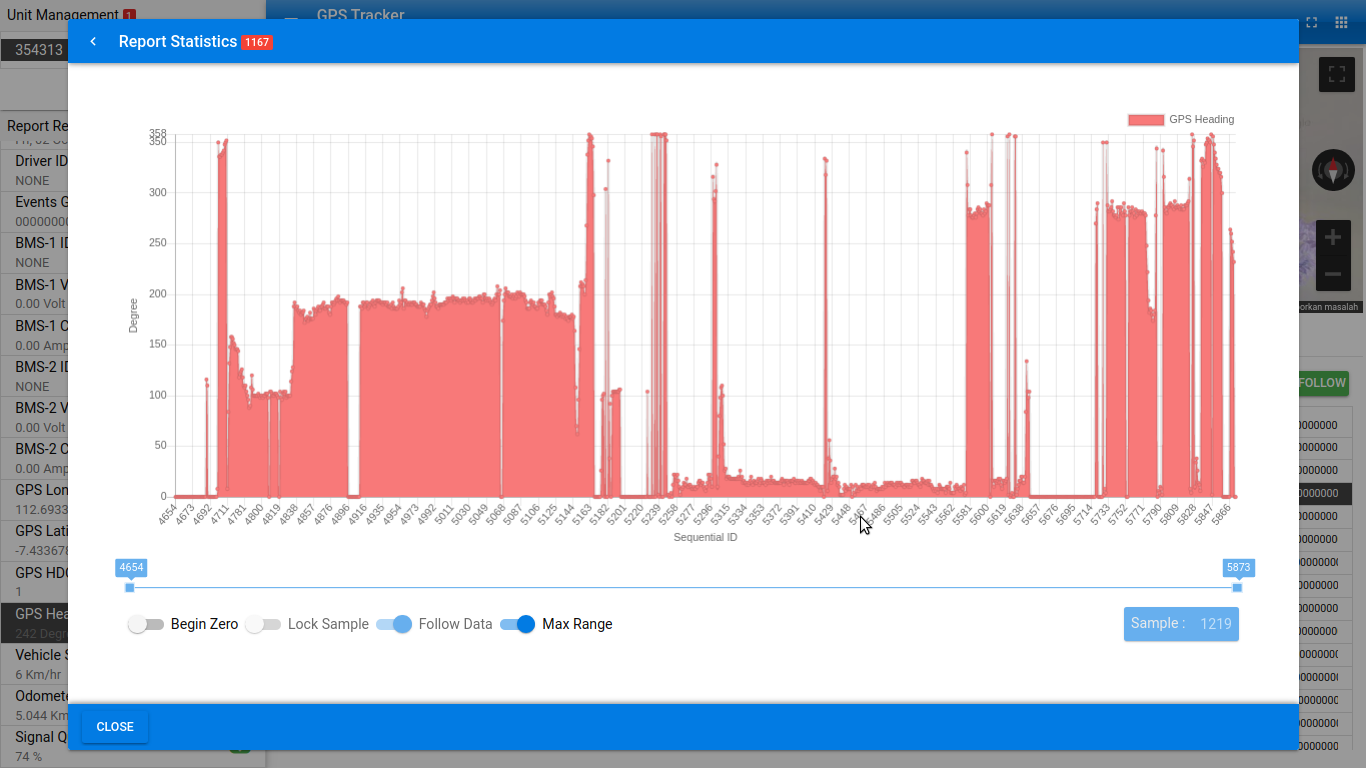 Unit Management 1
GPS Tracker
354313
Report Statistics 1167
Report Re
Driver ID
NONE
Events G
00000000
BMS-1 ID
NONE
BMS-1 V
0.00 Volt
BMS-1 C
0.00 Amp
BMS-2 ID
NONE
BMS-2 V
0.00 Volt
BMS-2 C
0.00 Amp
GPS Lon
112.6933
GPS Lati
-7.433678
GPS HDO
1
GPS Hea
242 Degr
Vehicle S
6 Km/hr
Odomete
5.044 Km
Signal Q
74 %
GPS Heading
Degree
358
350
300
250
200
150
100
50
0
4654 4673 4692 4711 4781 4800 4819 4838 4857 4876 4896 4916 4935 4954 4973 4992 5011 5030 5049 5068 5087 5106 5125 5144 5163 5182 5201 5220 5239 5258 5277 5296 5315 5334 5353 5372 5391 5410 5429 5448 5467 5486 5505 5524 5543 5562 5581 5600 5619 5638 5657 5676 5695 5714 5733 5752 5771 5790 5809 5828 5847 5866
Sequential ID
4654
5873
Begin Zero
Lock Sample
Follow Data
Max Range
Sample : 1219
CLOSE
orkan masalah
FOLLOW